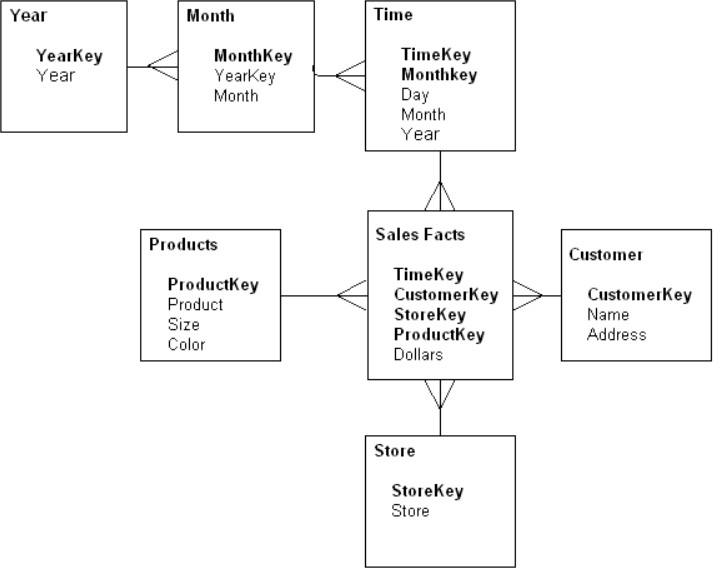 Year
YearKey
Year
Month
MonthKey
YearKey
Month
Time
TimeKey
Monthkey
Day
Month
Year
Products
ProductKey
Product
Size
Color
Sales Facts
TimeKey
CustomerKey
StoreKey
ProductKey
Dollars
Customer
CustomerKey
Name
Address
Store
StoreKey
Store